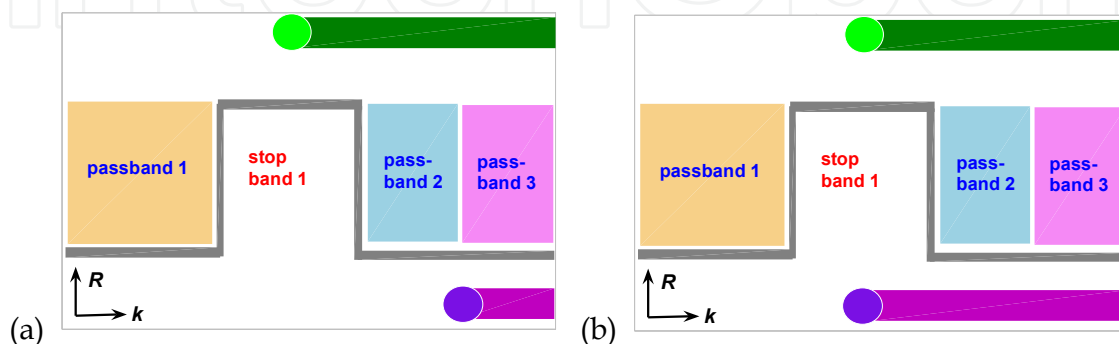 passband 1
stop
band 1
pass-
band 2
pass-
band 3
R
k
(a)
passband 1
stop
band 1
pass-
band 2
pass-
band 3
R
k
(b)